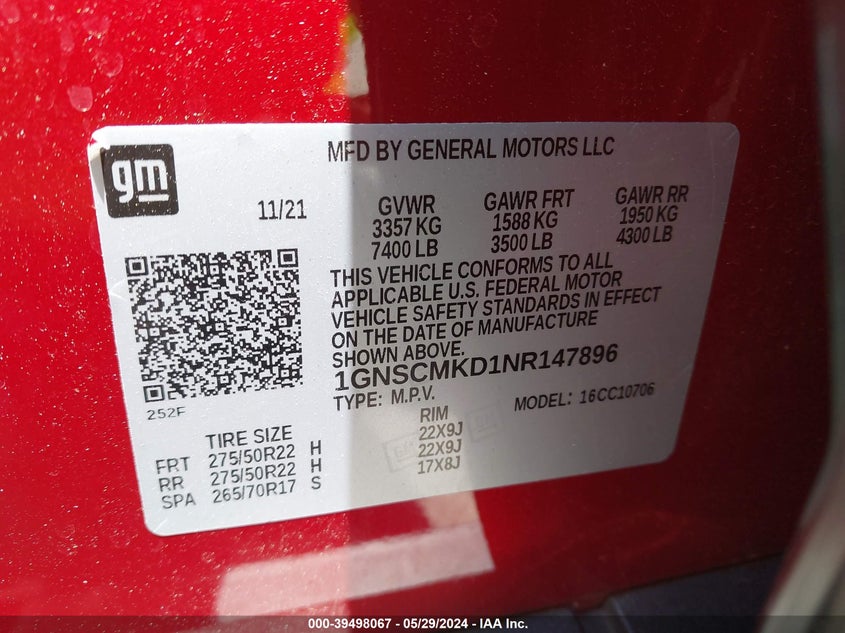 gm
MFD BY GENERAL MOTORS LLC
11/21
GVWR GAWR FRT GAWR RR
3357 KG 1588 KG 1950 KG
7400 LB 3500 LB 4300 LB
THIS VEHICLE CONFORMS TO ALL
APPLICABLE U.S. FEDERAL MOTOR
VEHICLE SAFETY STANDARDS IN EFFECT
ON THE DATE OF MANUFACTURE
SHOWN ABOVE.
1GNSCMKD1NR147896
TYPE: M.P.V. MODEL: 16CC10706
252F
TIRE SIZE RIM
FRT 275/50R22 H 22X9J
RR 275/50R22 H 22X9J
SPA 265/70R17 S 17X8J
GM GM
000-39498067 - 05/29/2024 - IAA Inc.